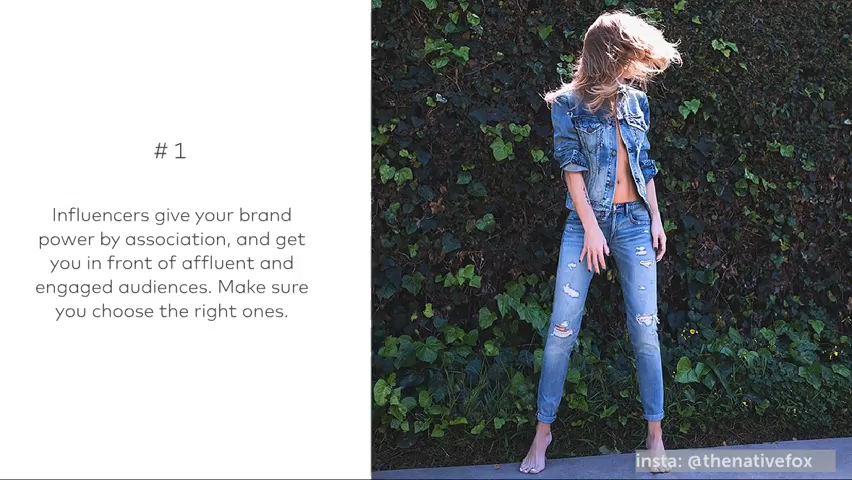 # 1
Influencers give your brand
power by association, and get
you in front of affluent and
engaged audiences. Make sure
you choose the right ones.
insta: @thenativefox